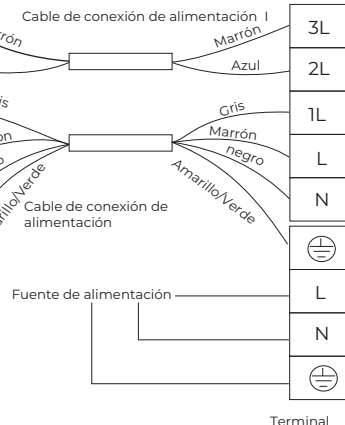 Cable de conexión de alimentación I
Marrón
3L
Azul
2L
Gris
1L
Marrón
L
negro
N
Amarillo/Verde
Cable de conexión de
alimentación
Fuente de alimentación
L
N
Terminal